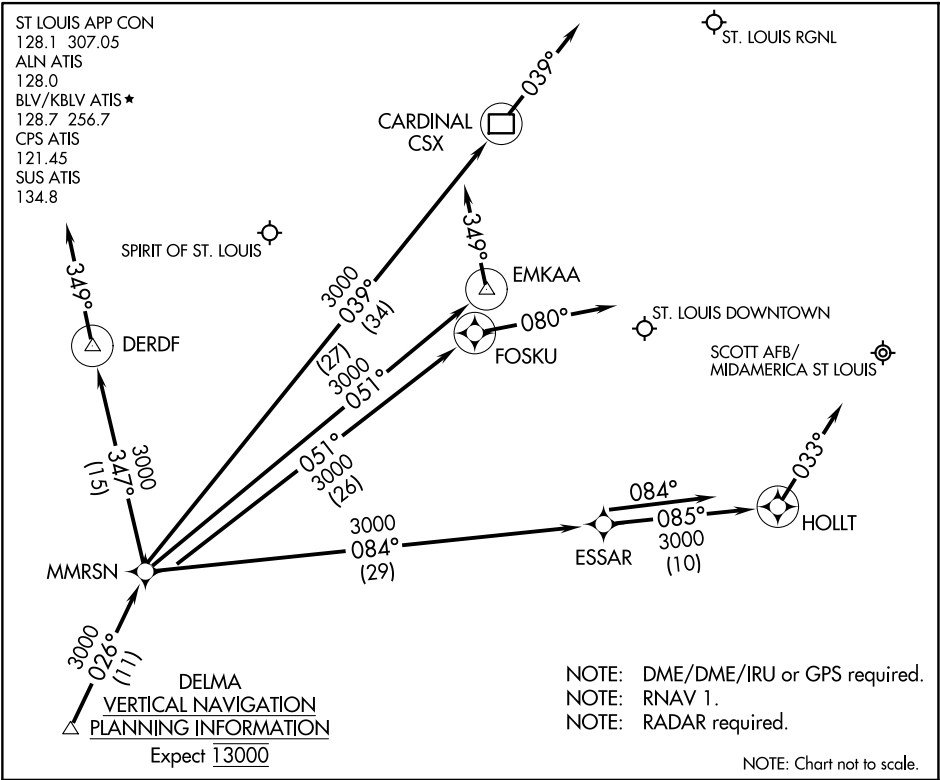 ST LOUIS APP CON
128.1 307.05
ALN ATIS
128.0
BLV/KBLV ATIS★
128.7 256.7
CPS ATIS
121.45
SUS ATIS
134.8
ST. LOUIS RGNL
039°
CARDINAL
CSX
SPIRIT OF ST. LOUIS
349°
DERDF
349°
EMKAA
3000
039°
(34)
080°
FOSKU
ST. LOUIS DOWNTOWN
SCOTT AFB/
MIDAMERICA ST LOUIS
(27)
3000
051°
051°
3000
(26)
3000
347°
(15)
033°
HOLLT
084°
085°
3000
(10)
ESSAR
3000
084°
(29)
MMRSN
3000
026°
(11)
DELMA
VERTICAL NAVIGATION
PLANNING INFORMATION
Expect 13000
NOTE: DME/DME/IRU or GPS required.
NOTE: RNAV 1.
NOTE: RADAR required.
NOTE: Chart not to scale.